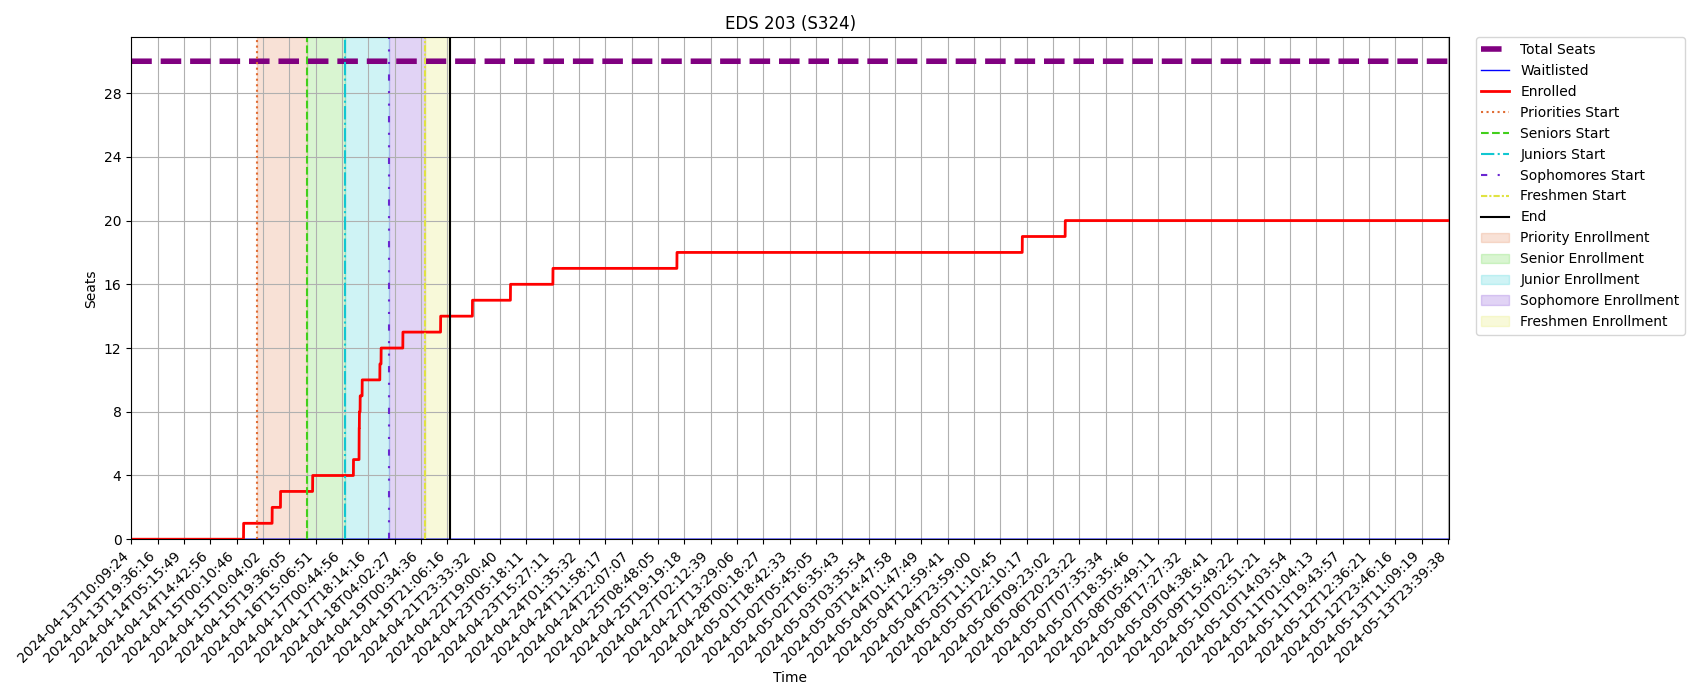 EDS 203 (S324)
Seats
28
24
20
16
12
8
4
0
2024-04-13T10:09:24
2024-04-13T19:36:16
2024-04-14T05:15:49
2024-04-14T14:42:56
2024-04-15T00:10:46
2024-04-15T10:04:02
2024-04-15T19:36:05
2024-04-16T15:06:51
2024-04-17T00:44:56
2024-04-17T18:14:16
2024-04-18T04:02:27
2024-04-19T00:34:36
2024-04-19T21:06:16
2024-04-21T23:33:32
2024-04-22T19:00:40
2024-04-23T05:18:11
2024-04-23T15:27:11
2024-04-24T01:35:32
2024-04-24T11:58:17
2024-04-24T22:07:07
2024-04-25T08:48:05
2024-04-25T19:19:18
2024-04-27T02:12:39
2024-04-27T13:29:06
2024-04-28T00:18:27
2024-05-01T18:42:33
2024-05-02T05:45:05
2024-05-02T16:35:43
2024-05-03T03:35:54
2024-05-03T14:47:58
2024-05-04T01:47:49
2024-05-04T12:59:41
2024-05-04T23:59:00
2024-05-05T11:10:45
2024-05-05T22:10:17
2024-05-06T09:23:02
2024-05-06T20:23:22
2024-05-07T07:35:34
2024-05-07T18:35:46
2024-05-08T05:49:11
2024-05-08T17:27:32
2024-05-09T04:38:41
2024-05-09T15:49:22
2024-05-10T02:51:21
2024-05-10T14:03:54
2024-05-11T01:04:13
2024-05-11T19:43:57
2024-05-12T12:36:21
2024-05-12T23:46:16
2024-05-13T11:09:19
2024-05-13T23:39:38
Time
Total Seats
Waitlisted
Enrolled
Priorities Start
Seniors Start
Juniors Start
Sophomores Start
Freshmen Start
End
Priority Enrollment
Senior Enrollment
Junior Enrollment
Sophomore Enrollment
Freshmen Enrollment